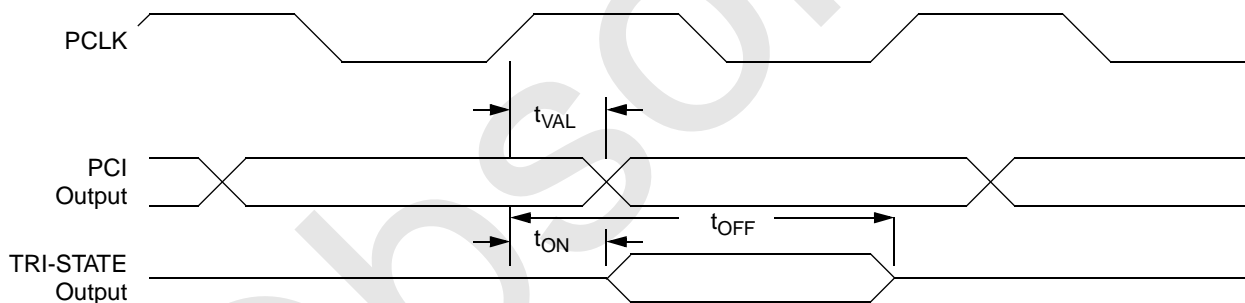 PCLK
tVAL
PCI
Output
tOFF
tON
TRI-STATE
Output